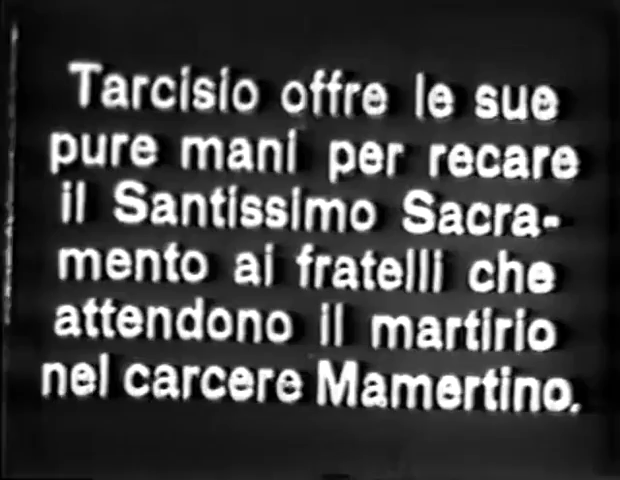 Tarcisio offre le sue
pure mani per recare
il Santissimo Sacra-
mento ai fratelli che
attendono il martirio
nel carcere Mamertino.